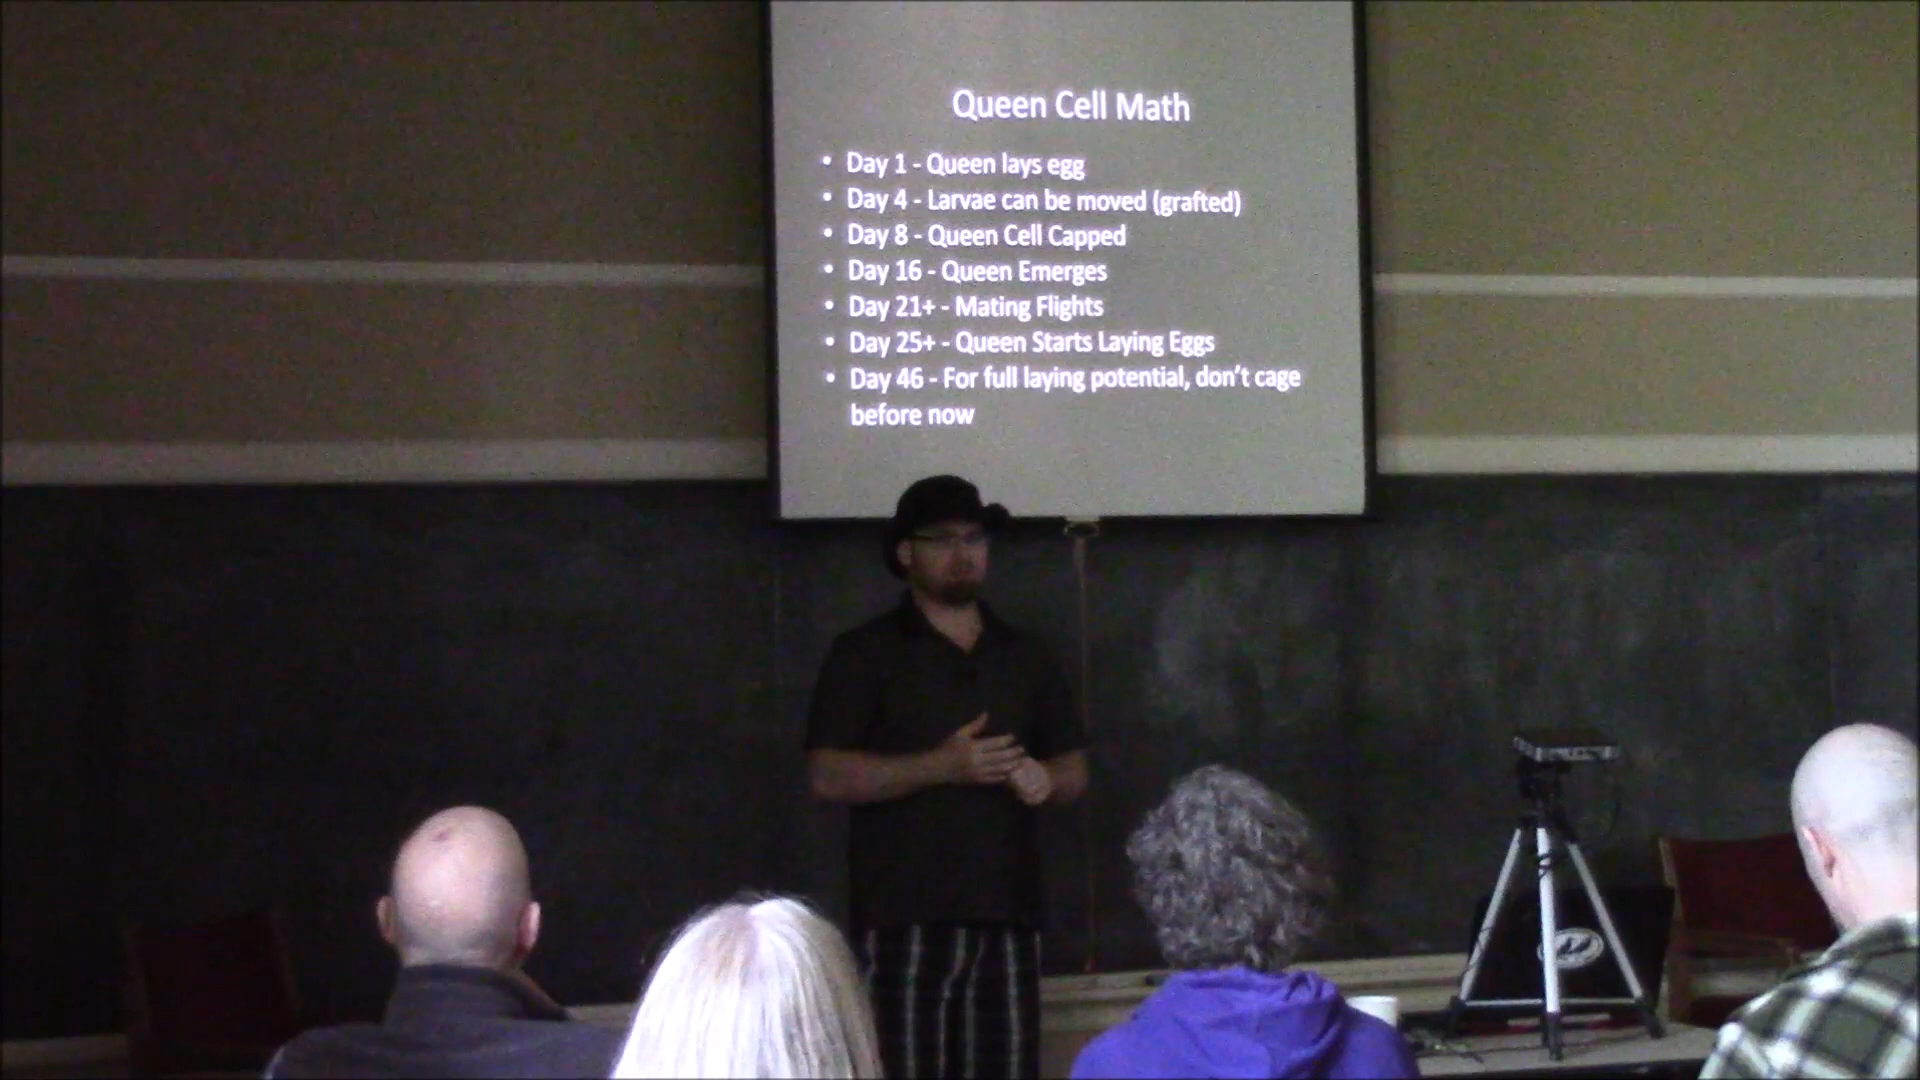 Queen Cell Math
• Day 1 - Queen lays egg
• Day 4 - Larvae can be moved (grafted)
• Day 8 - Queen Cell Capped
• Day 16 - Queen Emerges
• Day 21+ - Mating Flights
• Day 25+ - Queen Starts Laying Eggs
• Day 46 - For full laying potential, don't cage
before now